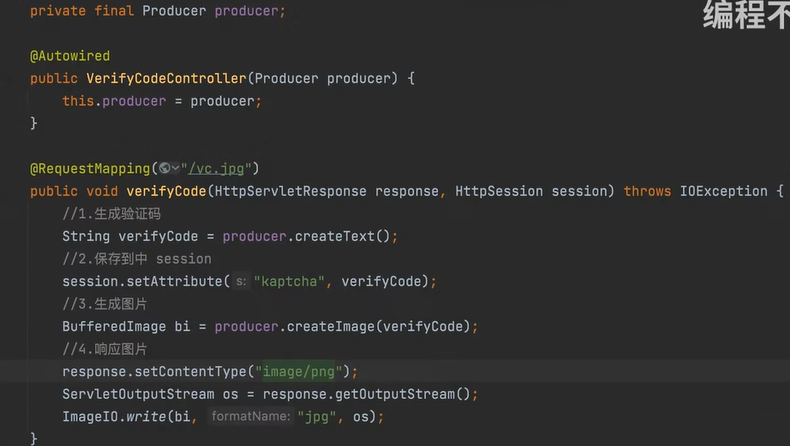 编程不
private final Producer producer;
@Autowired
public VerifyCodeController(Producer producer) {
this.producer = producer;
}
@RequestMapping("/vc.jpg")
public void verifyCode(HttpServletResponse response, HttpSession session) throws IOException {
//1.生成验证码
String verifyCode = producer.createText();
//2.保存到中 session
session.setAttribute( s: "kaptcha", verifyCode);
//3.生成图片
BufferedImage bi = producer.createImage(verifyCode);
//4.响应图片
response.setContentType("image/png");
ServletOutputStream os = response.getOutputStream();
ImageIO.write(bi, formatName: "jpg", os);
}